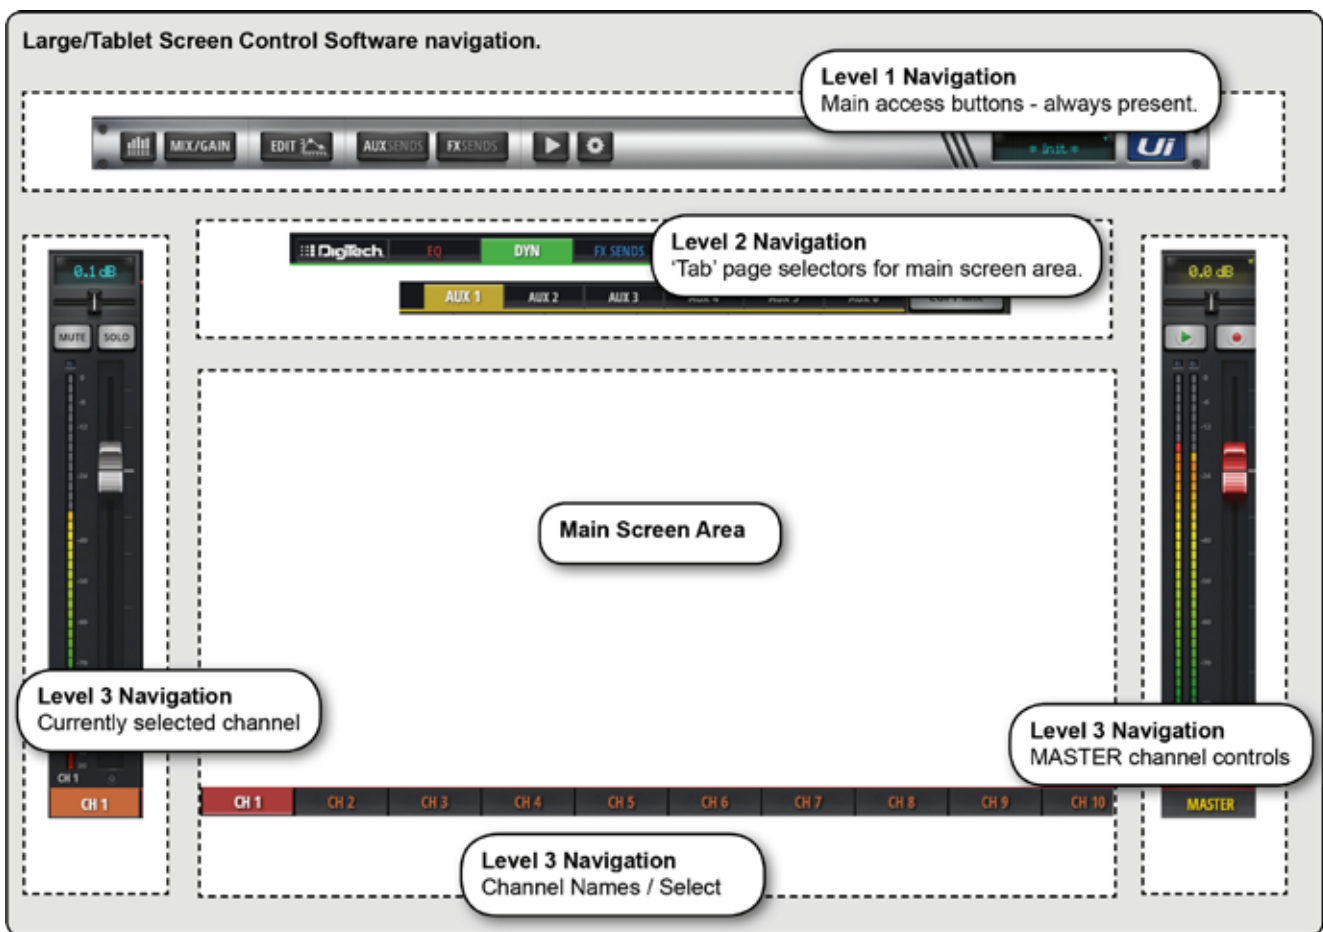 Large/Tablet Screen Control Software navigation.
Level 1 Navigation
Main access buttons - always present.
MIX/GAIN EDIT AUXSENDS FXSENDS *Init.* Ui
Level 2 Navigation
'Tab' page selectors for main screen area.
DigiTech EQ DYN FX SENDS
AUX 1 AUX 2 AUX 3
0.1 dB
MUTE SOLO
0.0 dB
Main Screen Area
Level 3 Navigation
Currently selected channel
Level 3 Navigation
MASTER channel controls
CH 1
CH 1 CH 1 CH 2 CH 3 CH 4 CH 5 CH 6 CH 7 CH 8 CH 9 CH 10 MASTER
Level 3 Navigation
Channel Names / Select